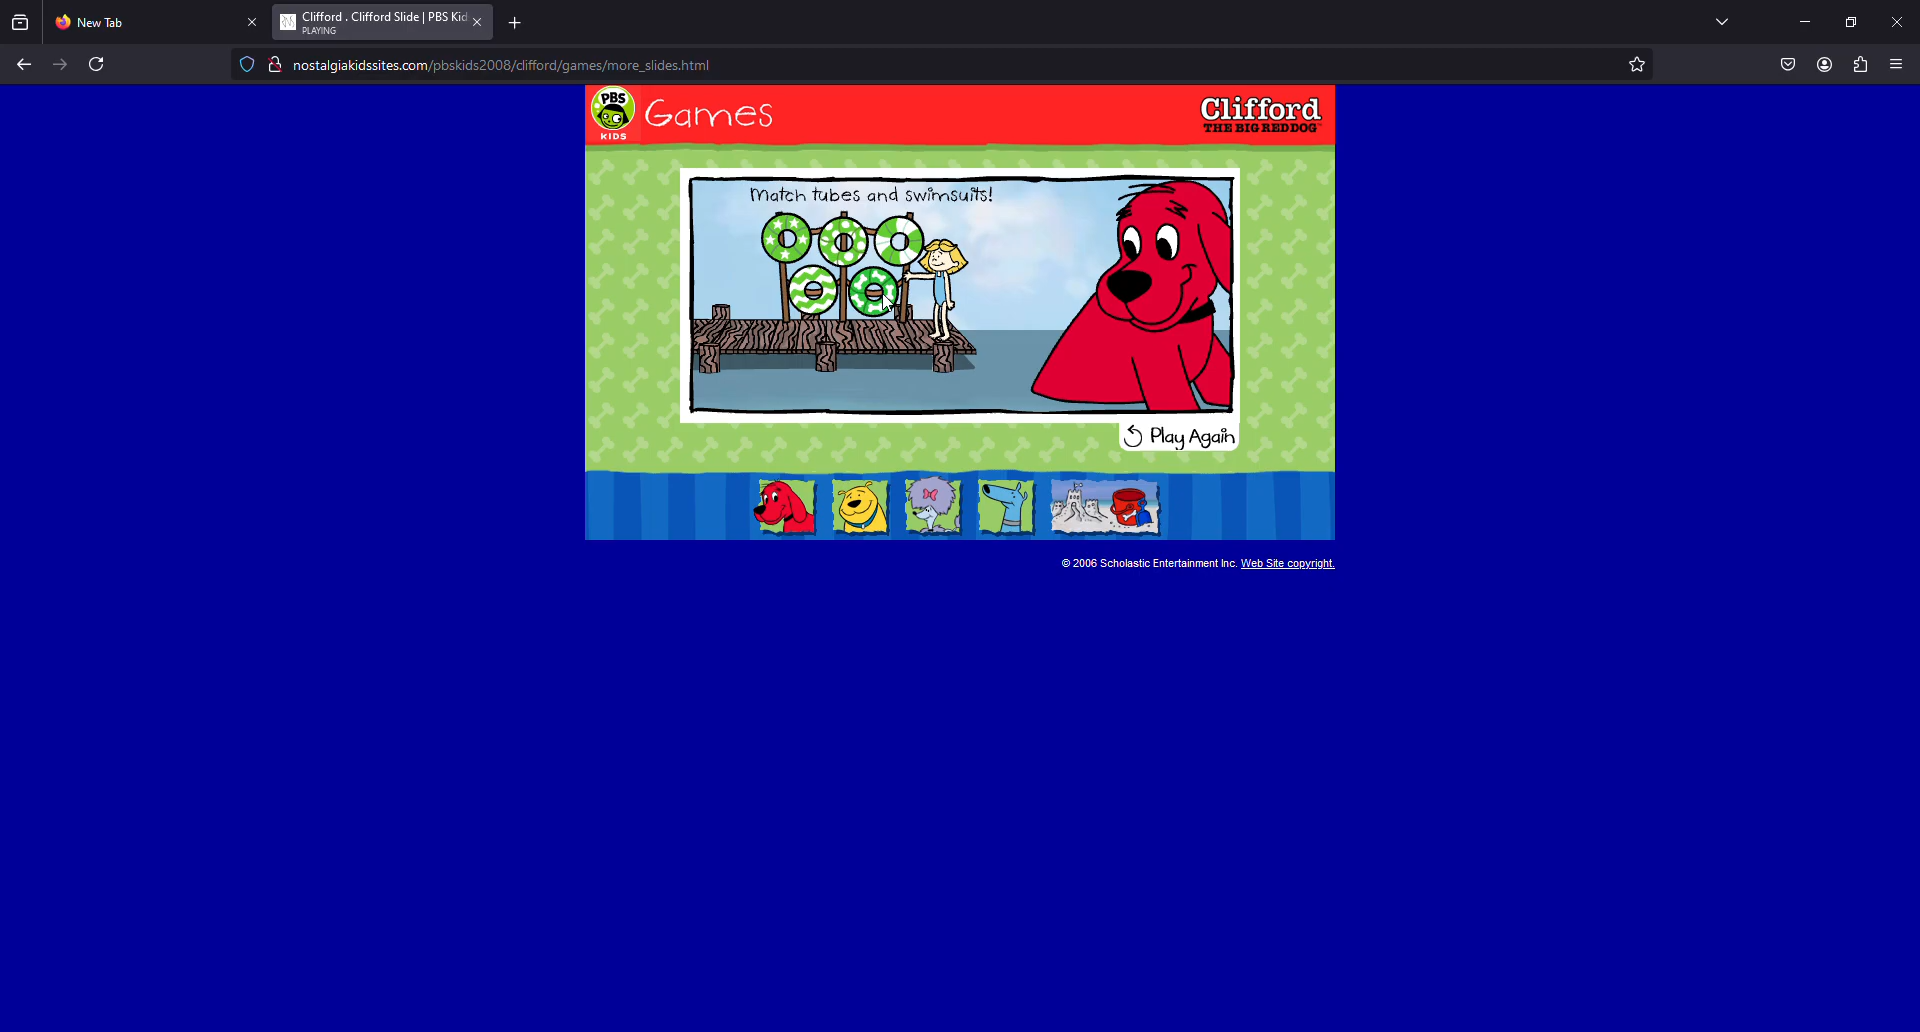 New Tab
Clifford . Clifford Slide | PBS Kid
PLAYING
nostalgiakidssites.com/pbskids2008/clifford/games/more_slides.html
PBS
KIDS
Games
Clifford
THE BIG RED DOG™
Match tubes and swimsuits!
Play Again
© 2006 Scholastic Entertainment Inc. Web Site copyright.